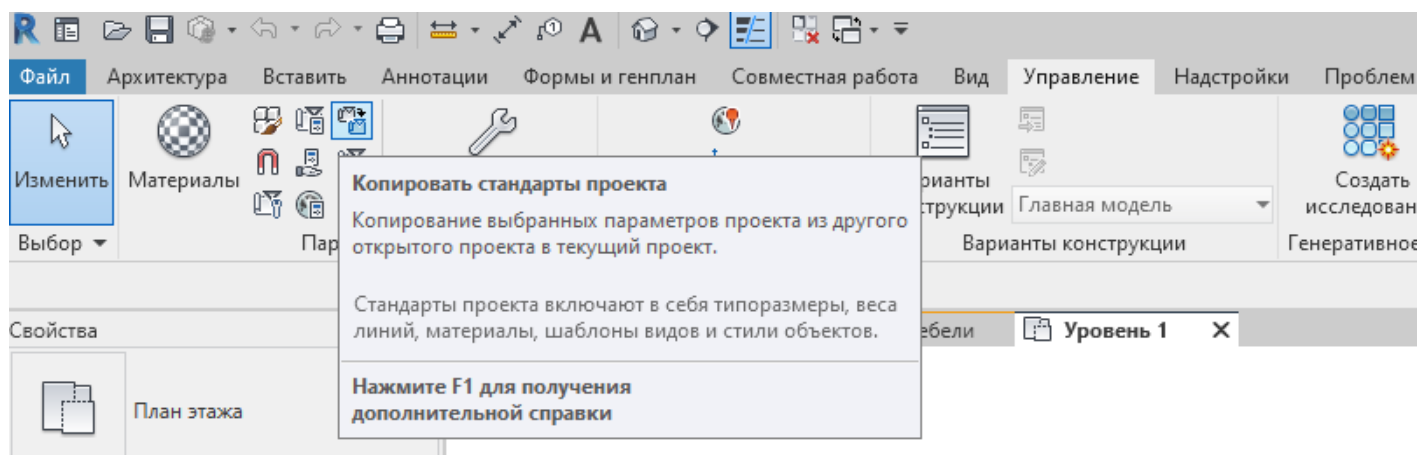 R
A
Файл Архитектура Вставить Аннотации Формы и генплан Совместная работа Вид Управление Надстройки Проблем
Изменить
Материалы
Главная модель
Создать
исследован
Выбор
Пар
Варианты конструкции
Генеративное
рианты
трукции
Копировать стандарты проекта
Копирование выбранных параметров проекта из другого
открытого проекта в текущий проект.
Стандарты проекта включают в себя типоразмеры, веса
линий, материалы, шаблоны видов и стили объектов.
Нажмите F1 для получения
дополнительной справки
Свойства
ебели
Уровень 1
План этажа